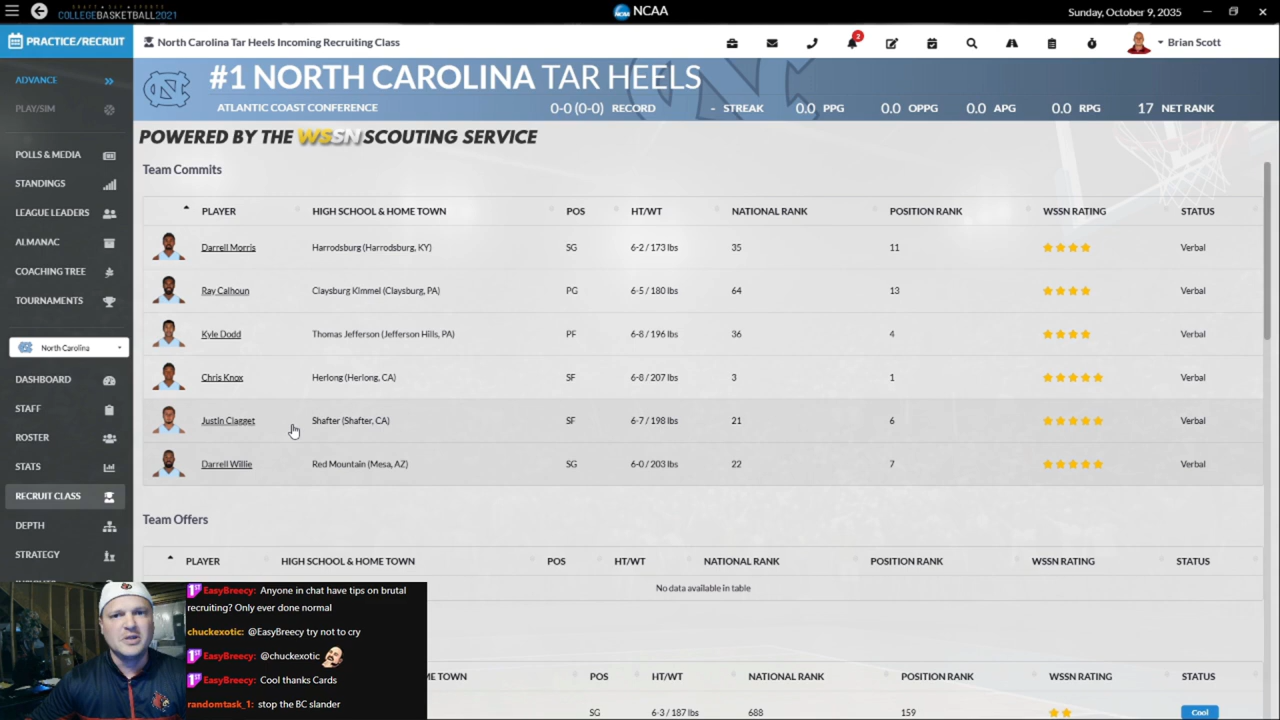 DRAFT DAY SPORTS
COLLEGEBASKETBALL2021
NCAA
Sunday, October 9, 2035
PRACTICE/RECRUIT
North Carolina Tar Heels Incoming Recruiting Class
2
Brian Scott
ADVANCE
PLAY/SIM
POLLS & MEDIA
STANDINGS
LEAGUE LEADERS
ALMANAC
COACHING TREE
TOURNAMENTS
North Carolina
DASHBOARD
STAFF
ROSTER
STATS
RECRUIT CLASS
DEPTH
STRATEGY
#1 NORTH CAROLINA TAR HEELS
ATLANTIC COAST CONFERENCE
0-0 (0-0) RECORD - STREAK 0.0 PPG 0.0 OPPG 0.0 APG 0.0 RPG 17 NET RANK
POWERED BY THE WSSN SCOUTING SERVICE
Team Commits
PLAYER HIGH SCHOOL & HOME TOWN POS HT/WT NATIONAL RANK POSITION RANK WSSN RATING STATUS
Darrell Morris Harrodsburg (Harrodsburg, KY) SG 6-2 / 173 lbs 35 11 Verbal
Ray Calhoun Claysburg Kimmel (Claysburg, PA) PG 6-5 / 180 lbs 64 13 Verbal
Kyle Dodd Thomas Jefferson (Jefferson Hills, PA) PF 6-8 / 196 lbs 36 4 Verbal
Chris Knox Herlong (Herlong, CA) SF 6-8 / 207 lbs 3 1 Verbal
Justin Clagget Shafter (Shafter, CA) SF 6-7 / 198 lbs 21 6 Verbal
Darrell Willie Red Mountain (Mesa, AZ) SG 6-0 / 203 lbs 22 7 Verbal
Team Offers
PLAYER HIGH SCHOOL & HOME TOWN POS HT/WT NATIONAL RANK POSITION RANK WSSN RATING STATUS
No data available in table
ME TOWN POS HT/WT NATIONAL RANK POSITION RANK WSSN RATING STATUS
SG 6-3 / 187 lbs 688 159 Cool
EasyBreecy: Anyone in chat have tips on brutal
recruiting? Only ever done normal
chuckexotic: @EasyBreecy try not to cry
EasyBreecy: @chuckexotic
EasyBreecy: Cool thanks Cards
randomtask_1: stop the BC slander